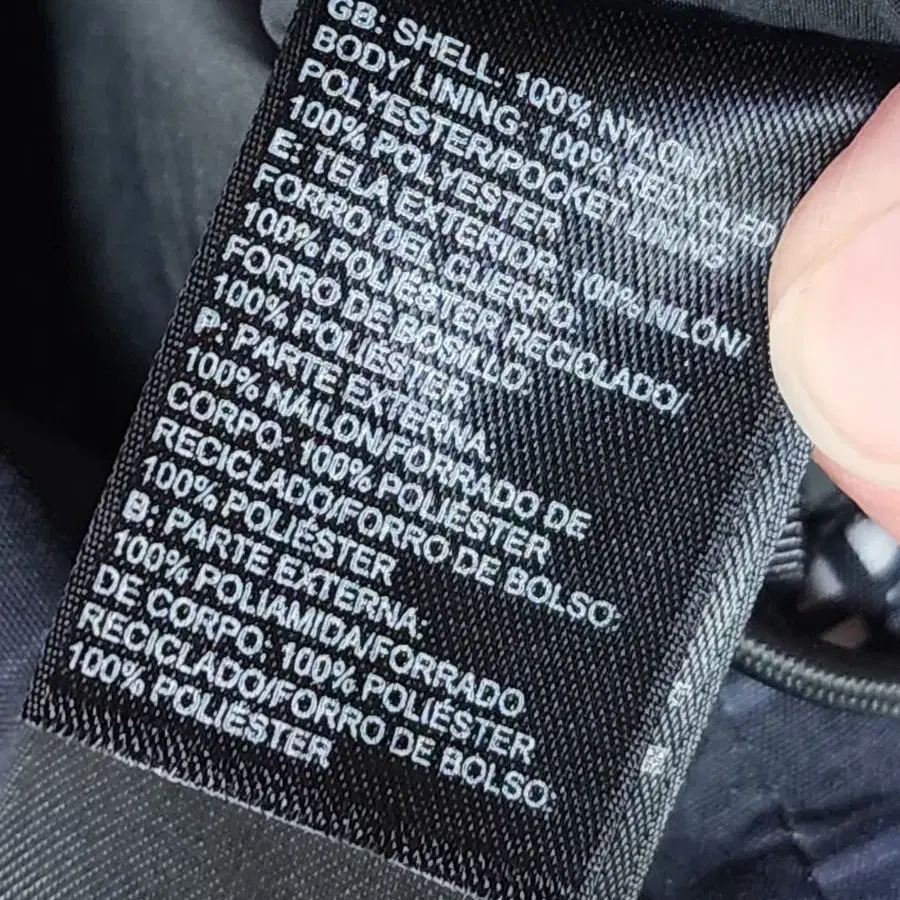 GB: SHELL: 100% NYLON/
BODY LINING: 100% RECYCLED
POLYESTER/POCKET LINING
100% POLYESTER
E: TELA EXTERIOR: 100% NILÓN/
FORRO DEL CUERPO:
100% POLIÉSTER RECICLADO/
FORRO DE BOSILLO:
100% POLIÉSTER
P: PARTE EXTERNA:
100% NÁILON/FORRADO DE
CORPO: 100% POLIÉSTER
RECICLADO/FORRO DE BOLSO:
100% POLIÉSTER
B: PARTE EXTERNA:
100% POLIAMIDA/FORRADO
DE CORPO: 100% POLIÉSTER
RECICLADO/FORRO DE BOLSO:
100% POLIÉSTER